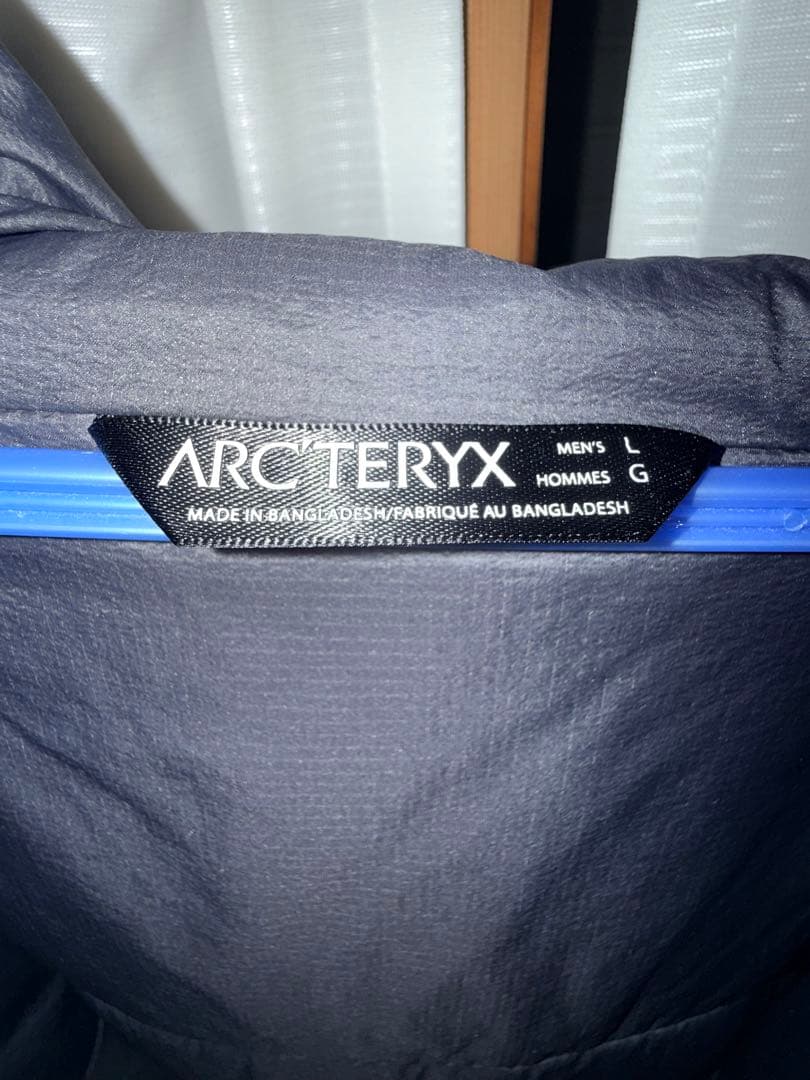 ARC'TERYX
MEN'S L
HOMMES G
MADE IN BANGLADESH/FABRIQUÉ AU BANGLADESH